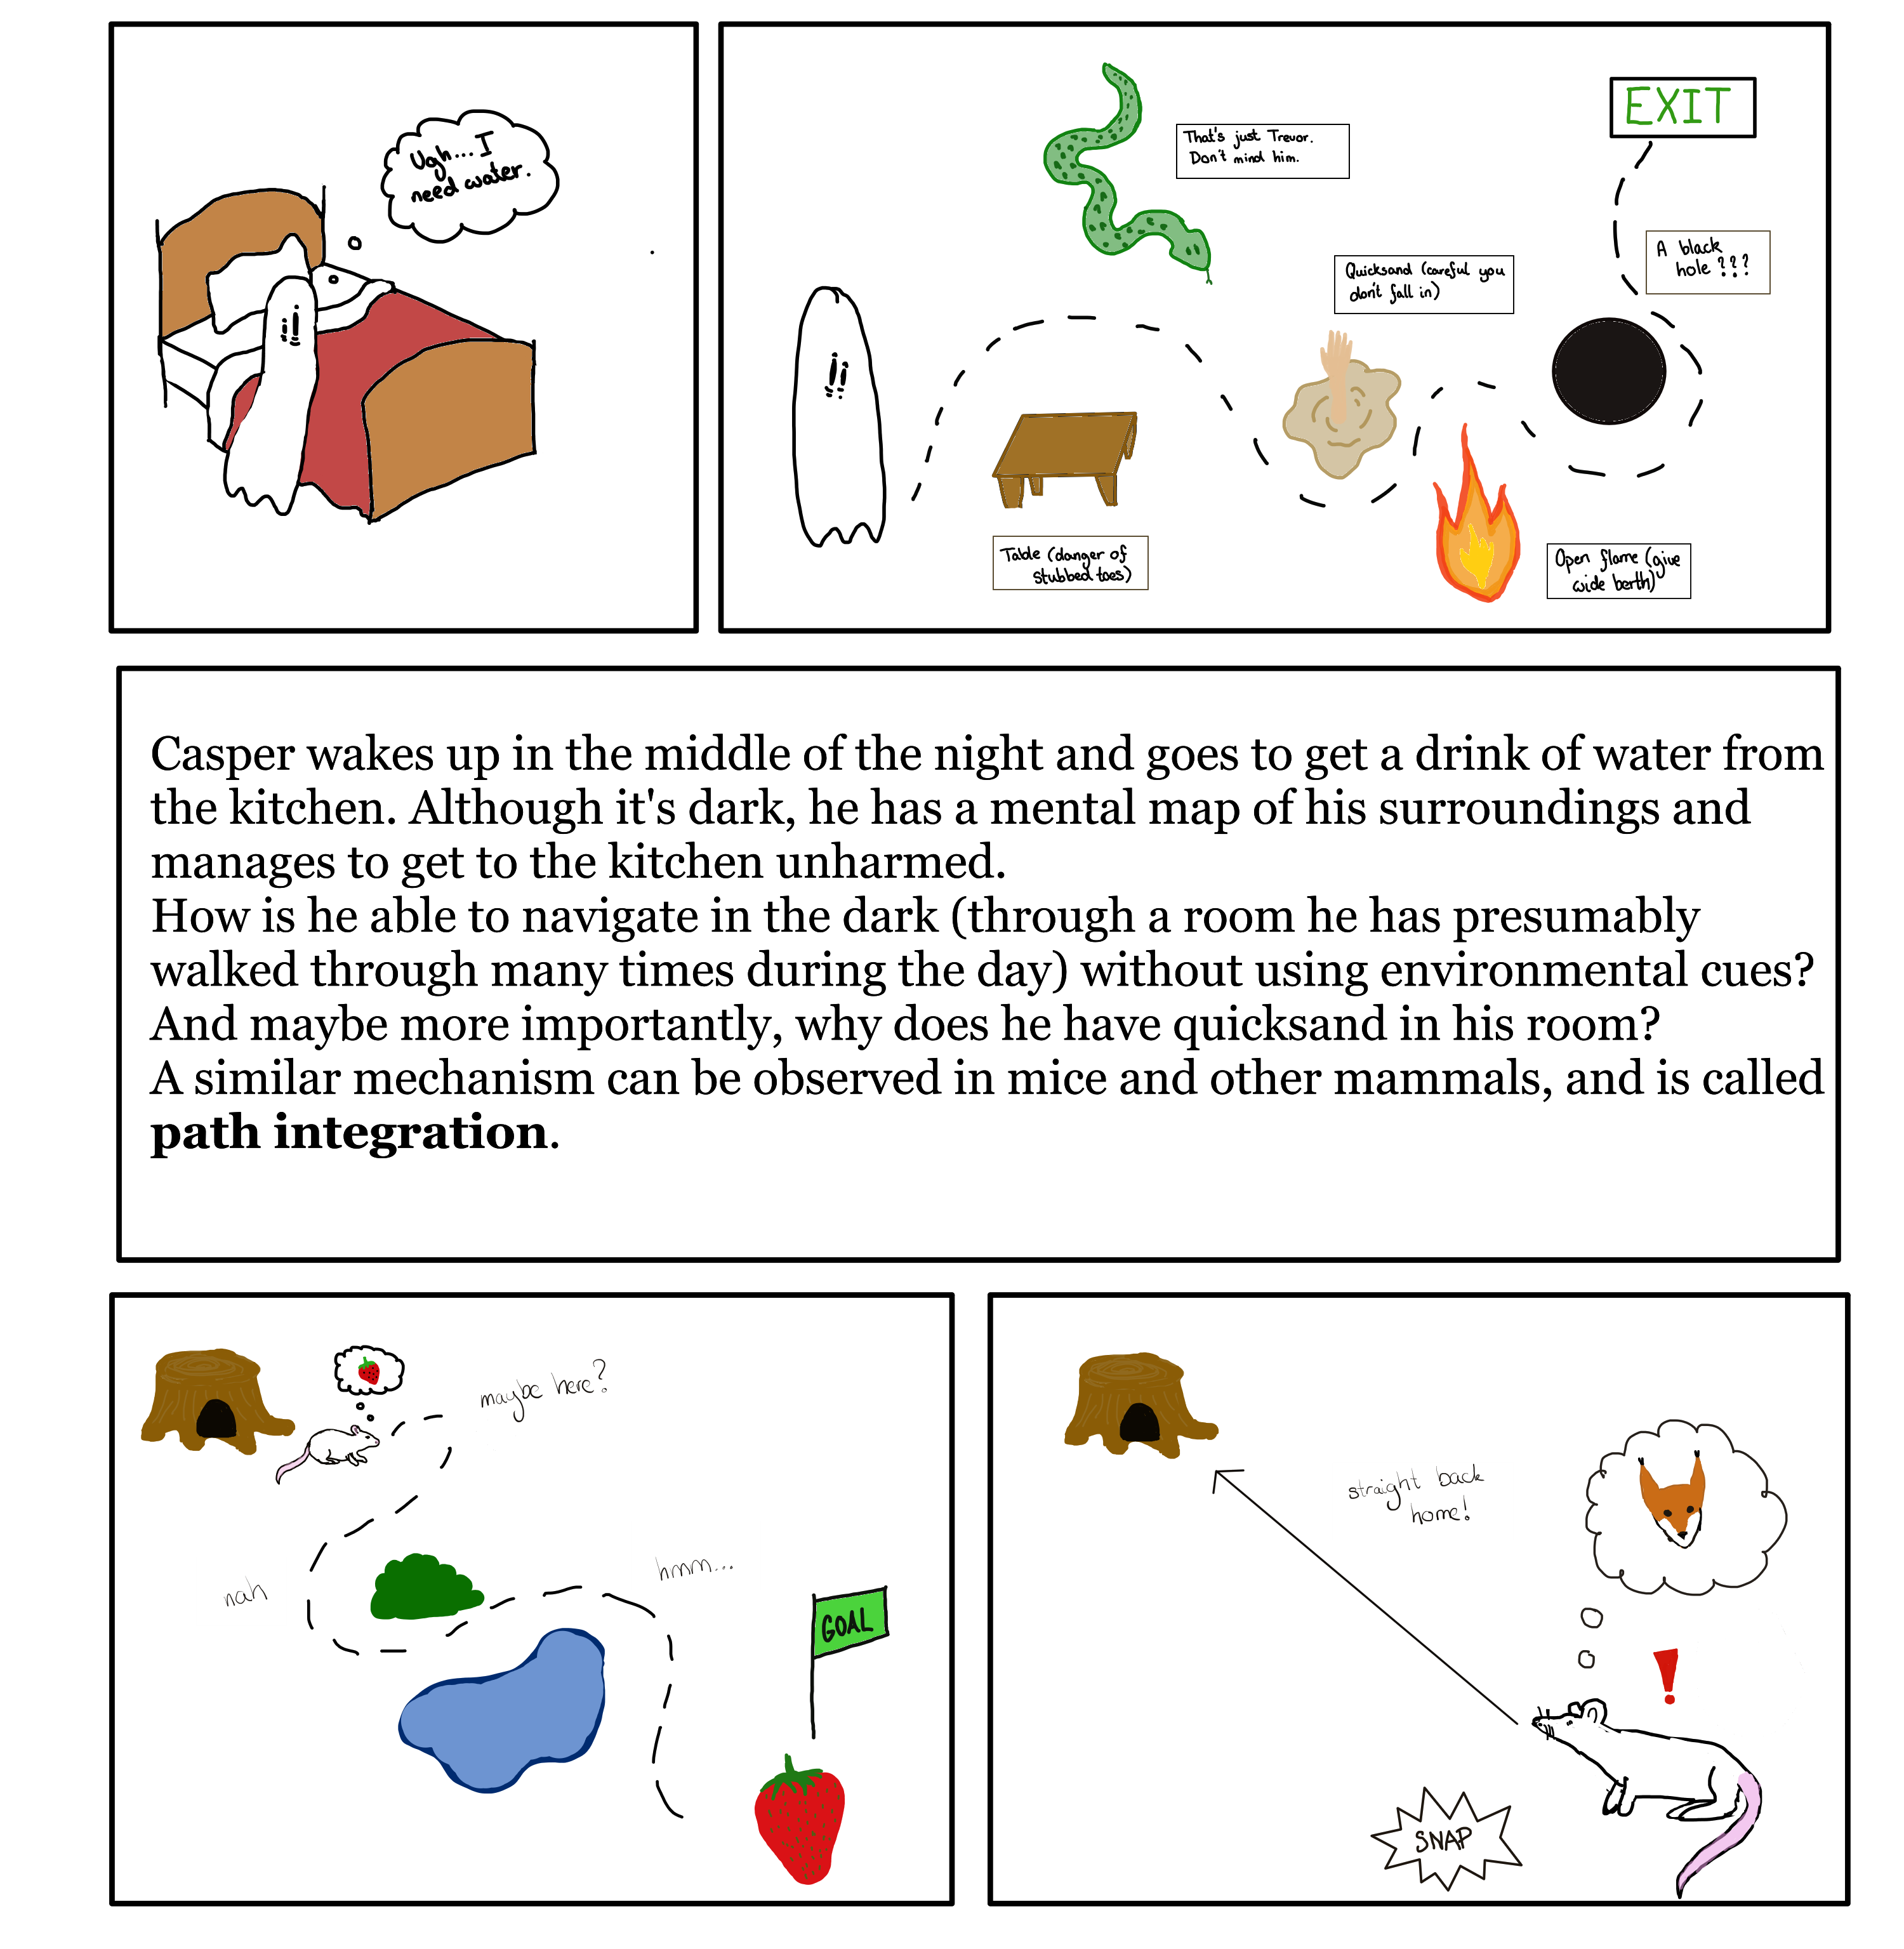 Ugh....I
need water.
That's just Trevor.
Don't mind him.
EXIT
A black
hole ???
Quicksand (careful you
don't fall in)
Table (danger of
stubbed toes)
Open flame (give
wide berth)
Casper wakes up in the middle of the night and goes to get a drink of water from
the kitchen. Although it's dark, he has a mental map of his surroundings and
manages to get to the kitchen unharmed.
How is he able to navigate in the dark (through a room he has presumably
walked through many times during the day) without using environmental cues?
And maybe more importantly, why does he have quicksand in his room?
A similar mechanism can be observed in mice and other mammals, and is called
path integration.
maybe here?
nah
hmm...
GOAL
straight back
home!
!
SNAP